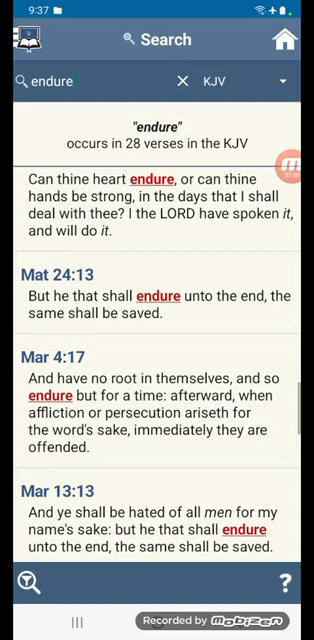 9:37
Search
endure
KJV
"endure"
occurs in 28 verses in the KJV
Can thine heart endure, or can thine
hands be strong, in the days that I shall
deal with thee? I the LORD have spoken it,
and will do it.
Mat 24:13
But he that shall endure unto the end, the
same shall be saved.
Mar 4:17
And have no root in themselves, and so
endure but for a time: afterward, when
affliction or persecution ariseth for
the word's sake, immediately they are
offended.
Mar 13:13
And ye shall be hated of all men for my
name's sake: but he that shall endure
unto the end, the same shall be saved.
?
Recorded by mobizen